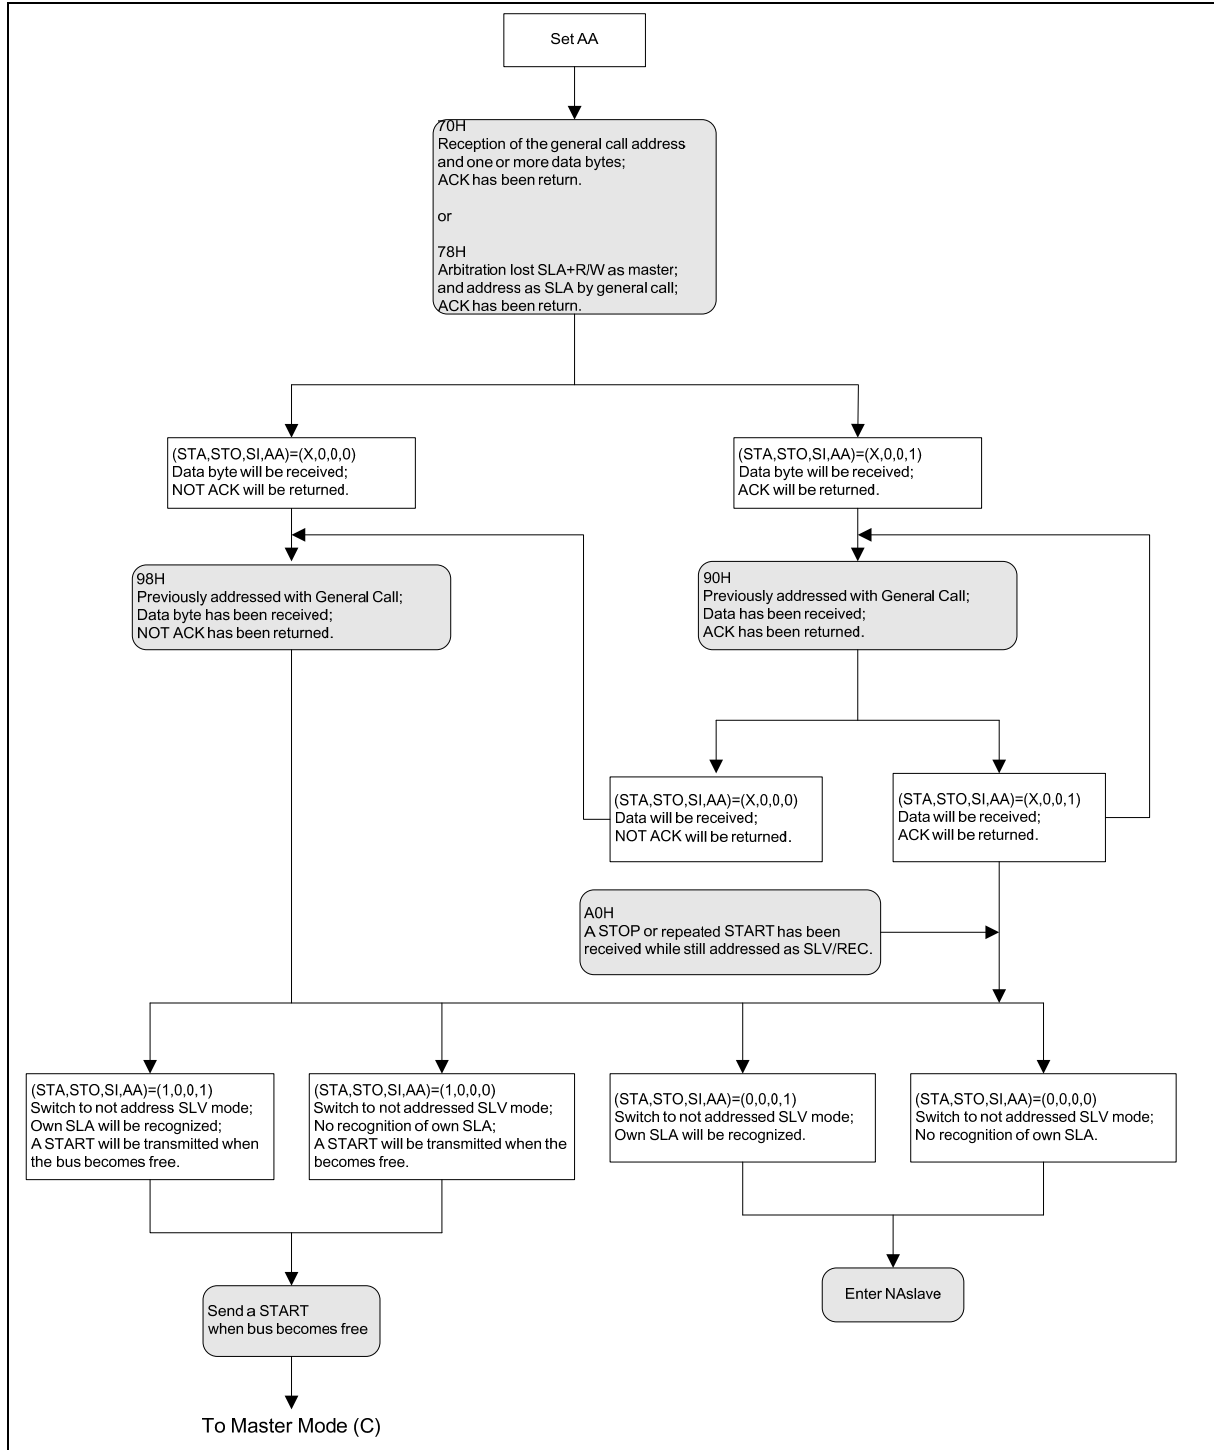 Set AA
70H
Reception of the general call address
and one or more data bytes;
ACK has been return.
or
78H
Arbitration lost SLA+R/W as master;
and address as SLA by general call;
ACK has been return.
(STA,STO,SI,AA)=(X,0,0,0)
Data byte will be received;
NOT ACK will be returned.
(STA,STO,SI,AA)=(X,0,0,1)
Data byte will be received;
ACK will be returned.
98H
Previously addressed with General Call;
Data byte has been received;
NOT ACK has been returned.
90H
Previously addressed with General Call;
Data has been received;
ACK has been returned.
(STA,STO,SI,AA)=(X,0,0,0)
Data will be received;
NOT ACK will be returned.
(STA,STO,SI,AA)=(X,0,0,1)
Data will be received;
ACK will be returned.
A0H
A STOP or repeated START has been
received while still addressed as SLV/REC.
(STA,STO,SI,AA)=(1,0,0,1)
Switch to not address SLV mode;
Own SLA will be recognized;
A START will be transmitted when
the bus becomes free.
(STA,STO,SI,AA)=(1,0,0,0)
Switch to not addressed SLV mode;
No recognition of own SLA;
A START will be transmitted when the
becomes free.
(STA,STO,SI,AA)=(0,0,0,1)
Switch to not addressed SLV mode;
Own SLA will be recognized.
(STA,STO,SI,AA)=(0,0,0,0)
Switch to not addressed SLV mode;
No recognition of own SLA.
Send a START
when bus becomes free
Enter NAslave
To Master Mode (C)